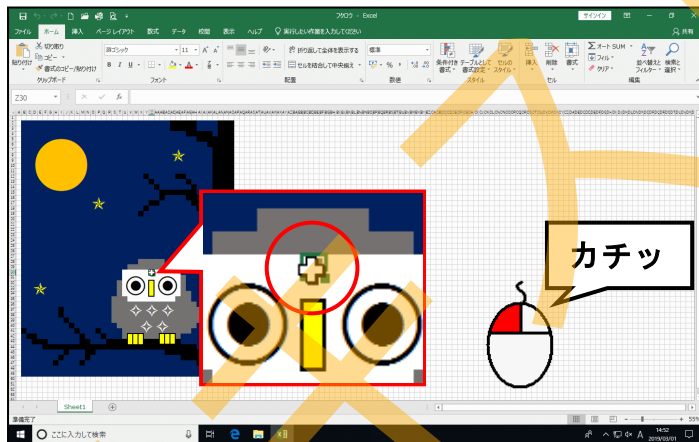 フクロウ - Excel
サインイン
ファイル ホーム 挿入 ページ レイアウト 数式 データ 校閲 表示 ヘルプ 実行したい作業を入力してください 共有
貼り付け
切り取り
コピー
書式のコピー/貼り付け
クリップボード
游ゴシック 11
B I U
フォント
折り返して全体を表示する
セルを結合して中央揃え
配置
標準
数値
条件付き書式
テーブルとして書式設定
セルのスタイル
スタイル
挿入 削除 書式
セル
オート SUM
フィル
クリア
並べ替えとフィルター
検索と選択
編集
Z30
fx
カチッ
Sheet1
準備完了
55%
ここに入力して検索
A
14:52
2019/03/01